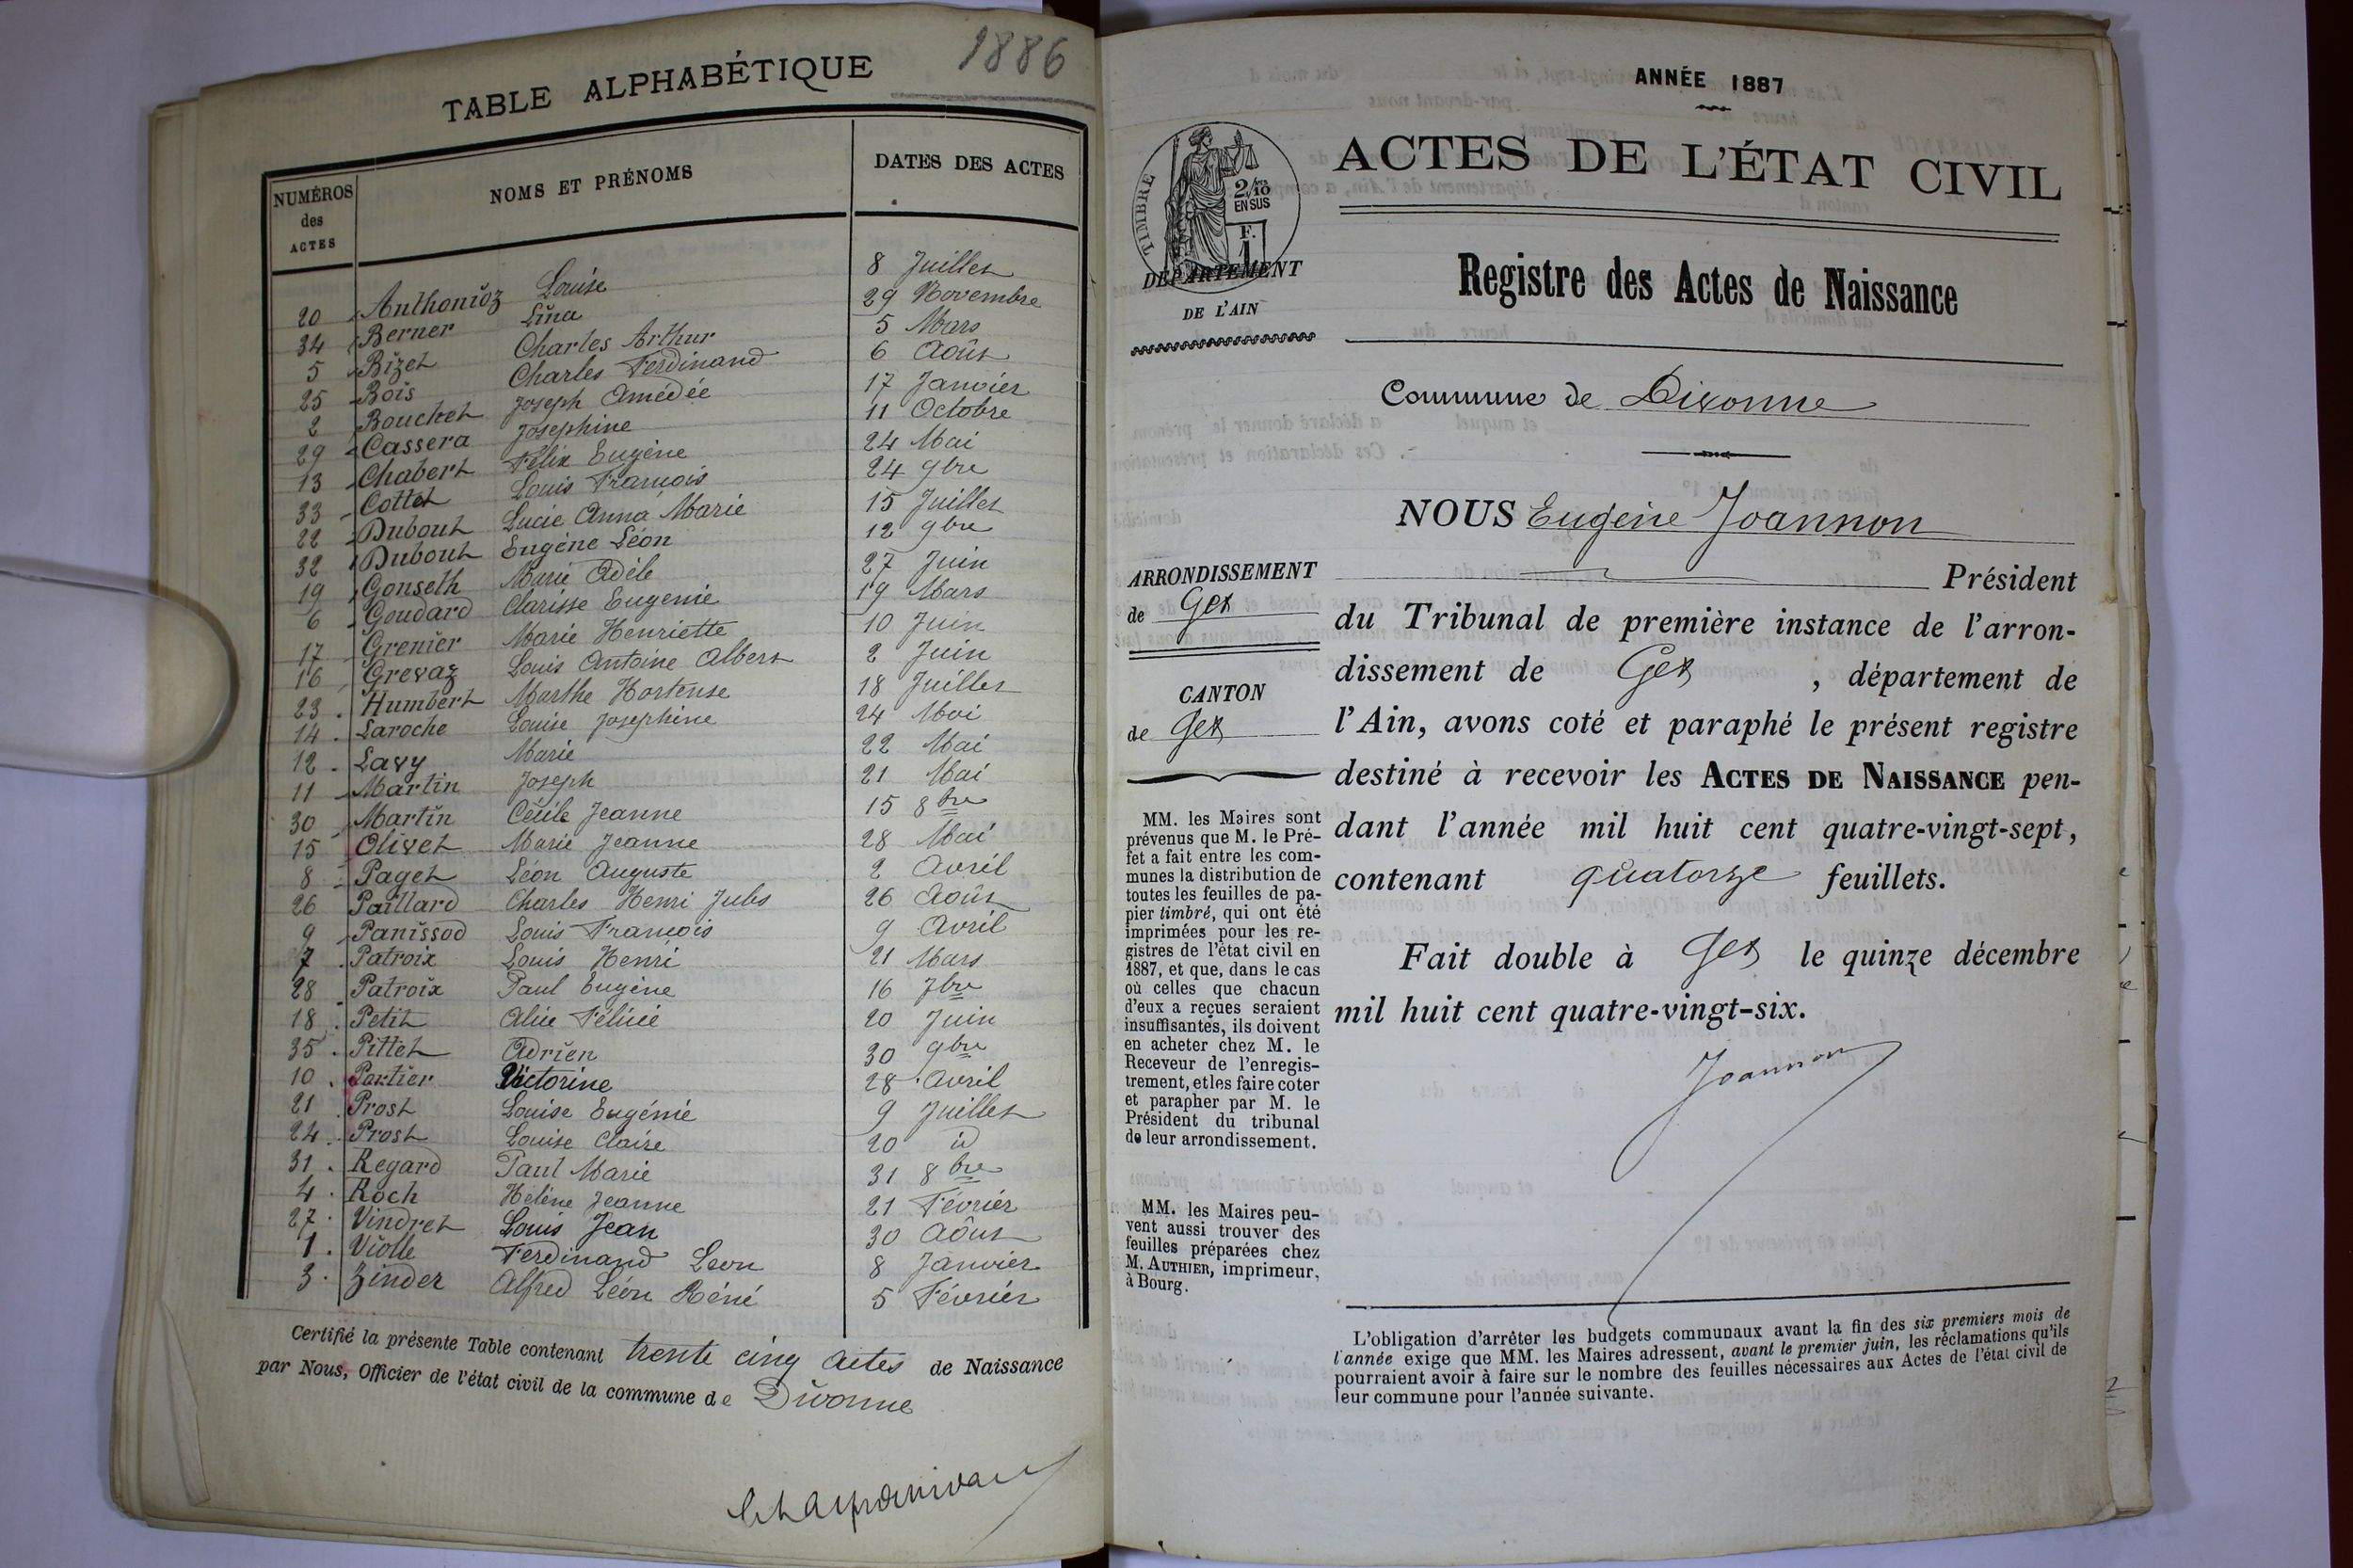 1886
TABLE ALPHABÉTIQUE
NUMÉROS des ACTES NOMS ET PRÉNOMS DATES DES ACTES
20 Anthonioz Louise 8 Juillet
34 Berner Lina 29 Novembre
5 Bizet Charles Arthur 5 Mars
25 Bois Charles Ferdinand 6 Août
2 Bouchet Joseph Amédée 17 Janvier
29 Cassera Josephine 11 Octobre
13 Chabert Félix Eugène 24 Mai
33 Cottet Louis François 24 9bre
22 Dubout Lucie Anna Marie 15 Juillet
32 Dubout Eugène Léon 12 9bre
19 Gonseth Marie Adèle 27 Juin
6 Goudard Clarisse Eugenie 19 Mars
17 Grenier Marie Henriette 10 Juin
16 Grevaz Louis Antoine Albert 2 Juin
23 Humbert Marthe Hortense 18 Juillet
14 Laroche Louise Josephine 24 Mai
12 Lavy Marie 22 Mai
11 Martin Joseph 21 Mai
30 Martin Cécile Jeanne 15 8bre
15 Olivet Marie Jeanne 28 Mai
8 Paget Léon Auguste 2 Avril
26 Paillard Charles Henri Jules 26 Août
9 Panissod Louis François 9 Avril
7 Patroix Louis Henri 21 Mars
28 Patroix Paul Eugène 16 7bre
18 Petit Alice Félicie 20 Juin
35 Pittet Adrien 30 9bre
10 Portier Victorine 28 Avril
21 Prost Louise Eugénie 9 Juillet
24 Prost Louise Claire 20 id
31 Regard Paul Marie 31 8bre
4 Roch Hélène Jeanne 21 Février
27 Vindret Louis Jean 30 Août
1 Violle Ferdinand Leon 8 Janvier
3 Zinder Alfred Léon Réné 5 Février
Certifié la présente Table contenant trente cinq actes de Naissance
par Nous, Officier de l'état civil de la commune de Divonne
ANNÉE 1887
TIMBRE
2/10
EN SUS
F.
1
DÉPARTEMENT
DE L'AIN
ACTES DE L'ÉTAT CIVIL
Registre des Actes de Naissance
Commune de Divonne
NOUS Eugène Joannon
Président
du Tribunal de première instance de l'arron-
dissement de Gex, département de
l'Ain, avons coté et paraphé le présent registre
destiné à recevoir les ACTES DE NAISSANCE pen-
dant l'année mil huit cent quatre-vingt-sept,
contenant quatorze feuillets.
Fait double à Gex le quinze décembre
mil huit cent quatre-vingt-six.
Joannon
ARRONDISSEMENT
de Gex
CANTON
de Gex
MM. les Maires sont
prévenus que M. le Pré-
fet a fait entre les com-
munes la distribution de
toutes les feuilles de pa-
pier timbré, qui ont été
imprimées pour les re-
gistres de l'état civil en
1887, et que, dans le cas
où celles que chacun
d'eux a reçues seraient
insuffisantes, ils doivent
en acheter chez M. le
Receveur de l'enregis-
trement, et les faire coter
et parapher par M. le
Président du tribunal
de leur arrondissement.
MM. les Maires peu-
vent aussi trouver des
feuilles préparées chez
M. AUTHIER, imprimeur,
à Bourg.
L'obligation d'arrêter les budgets communaux avant la fin des six premiers mois de
l'année exige que MM. les Maires adressent, avant le premier juin, les réclamations qu'ils
pourraient avoir à faire sur le nombre des feuilles nécessaires aux Actes de l'état civil de
leur commune pour l'année suivante.